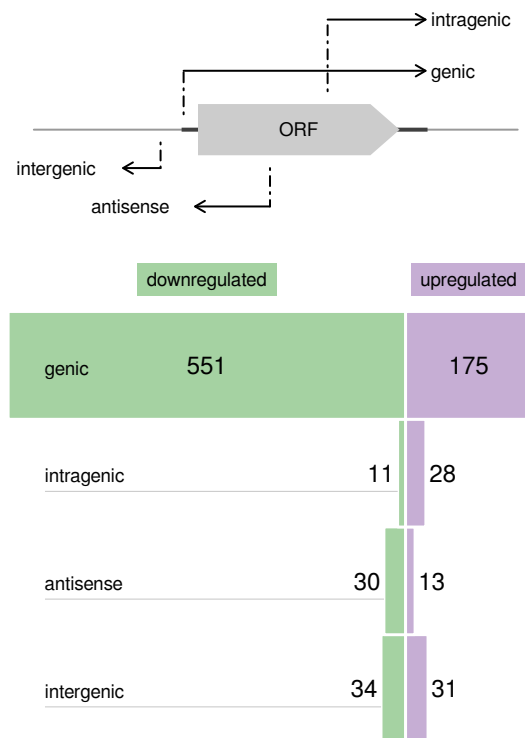 intragenic
genic
ORF
intergenic
antisense
downregulated upregulated
genic 551 175
intragenic 11 28
antisense 30 13
intergenic 34 31